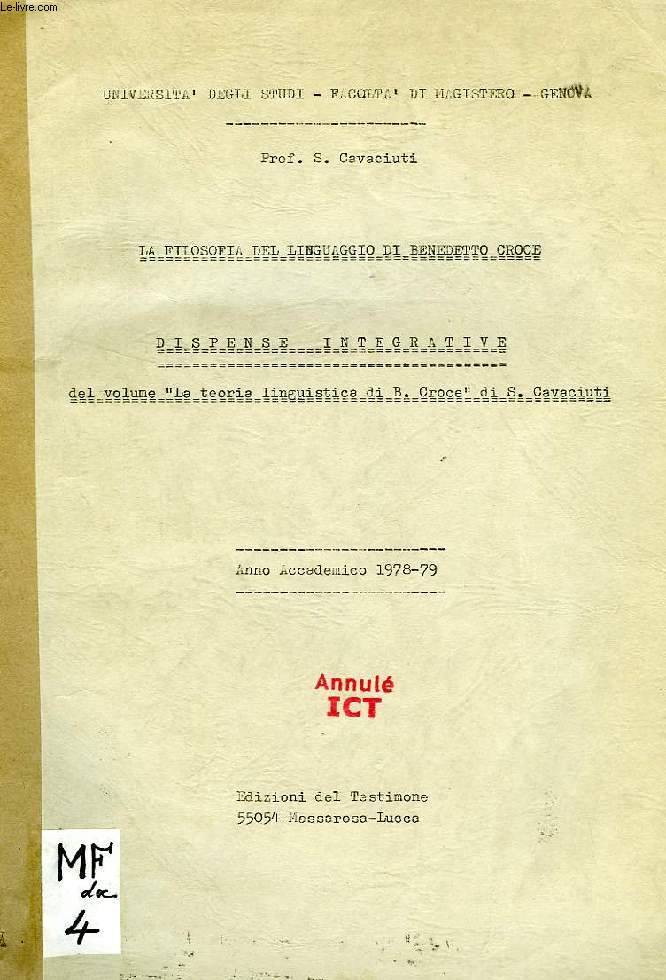 Le-livre.com
UNIVERSITA' DEGLI STUDI - FACOLTA' DI MAGISTERO - GENOVA
Prof. S. Cavaciuti
LA FILOSOFIA DEL LINGUAGGIO DI BENEDETTO CROCE
DISPENSE INTEGRATIVE
del volume "La teoria linguistica di B. Croce" di S. Cavaciuti
Anno Accademico 1978-79
Annulé
ICT
Edizioni del Testimone
55054 Massarosa-Lucca
MF
doc
4